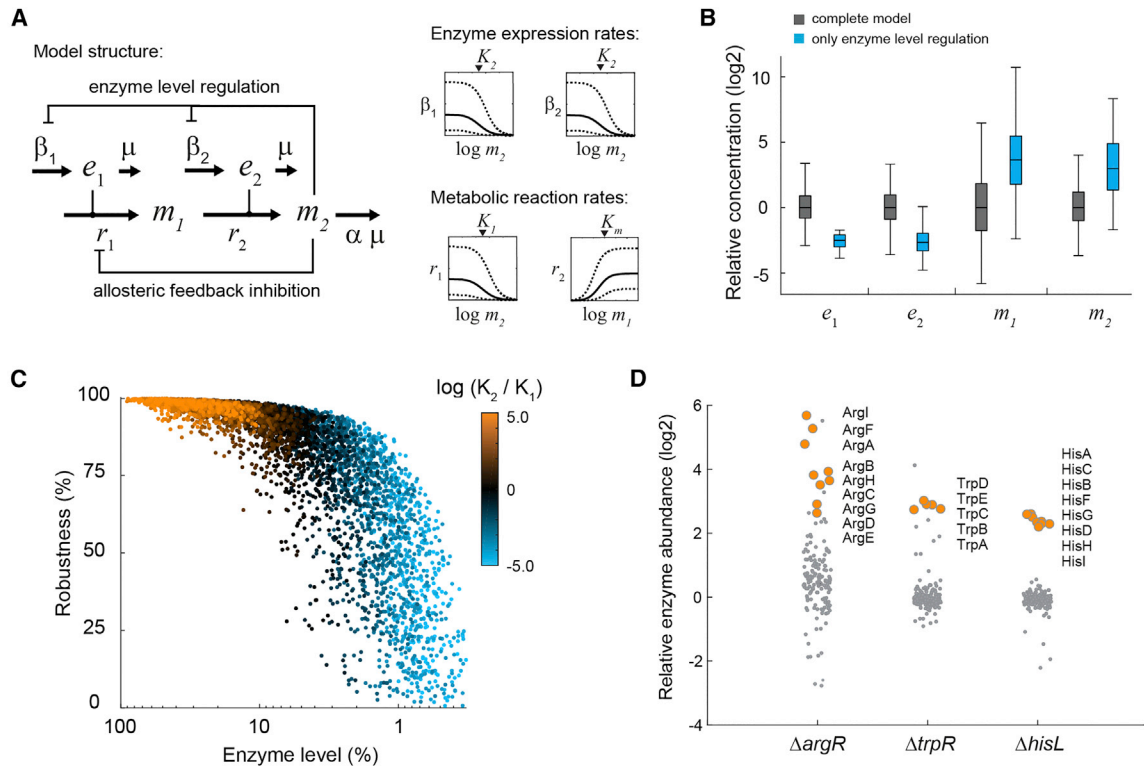 A
Model structure:
enzyme level regulation
β1 e1 μ β2 e2 μ
m1 m2
r1 r2 α μ
allosteric feedback inhibition
Enzyme expression rates:
K2 K2
β1 β2
log m2 log m2
Metabolic reaction rates:
K1 Km
r1 r2
log m2 log m1
B
complete model
only enzyme level regulation
Relative concentration (log2)
10
5
0
-5
e1 e2 m1 m2
C
log (K2 / K1)
5.0
0
-5.0
Robustness (%)
100
75
50
25
0
100 10 1
Enzyme level (%)
D
Relative enzyme abundance (log2)
6
4
2
0
-2
-4
ArgI
ArgF
ArgA
ArgB
ArgH
ArgC
ArgG
ArgD
ArgE
TrpD
TrpE
TrpC
TrpB
TrpA
HisA
HisC
HisB
HisF
HisG
HisD
HisH
HisI
ΔargR ΔtrpR ΔhisL